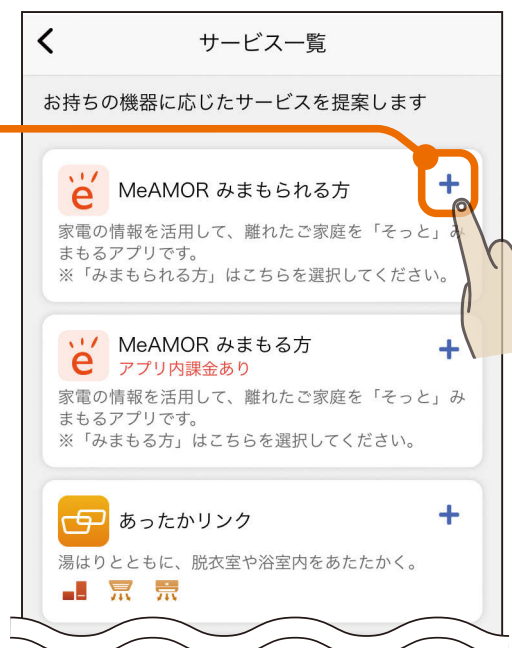 サービス一覧
お持ちの機器に応じたサービスを提案します
MeAMOR みまもられる方
家電の情報を活用して、離れたご家庭を「そっと」み
まもるアプリです。
※「みまもられる方」はこちらを選択してください。
MeAMOR みまもる方
アプリ内課金あり
家電の情報を活用して、離れたご家庭を「そっと」み
まもるアプリです。
※「みまもる方」はこちらを選択してください。
あったかリンク
湯はりとともに、脱衣室や浴室内をあたたかく。